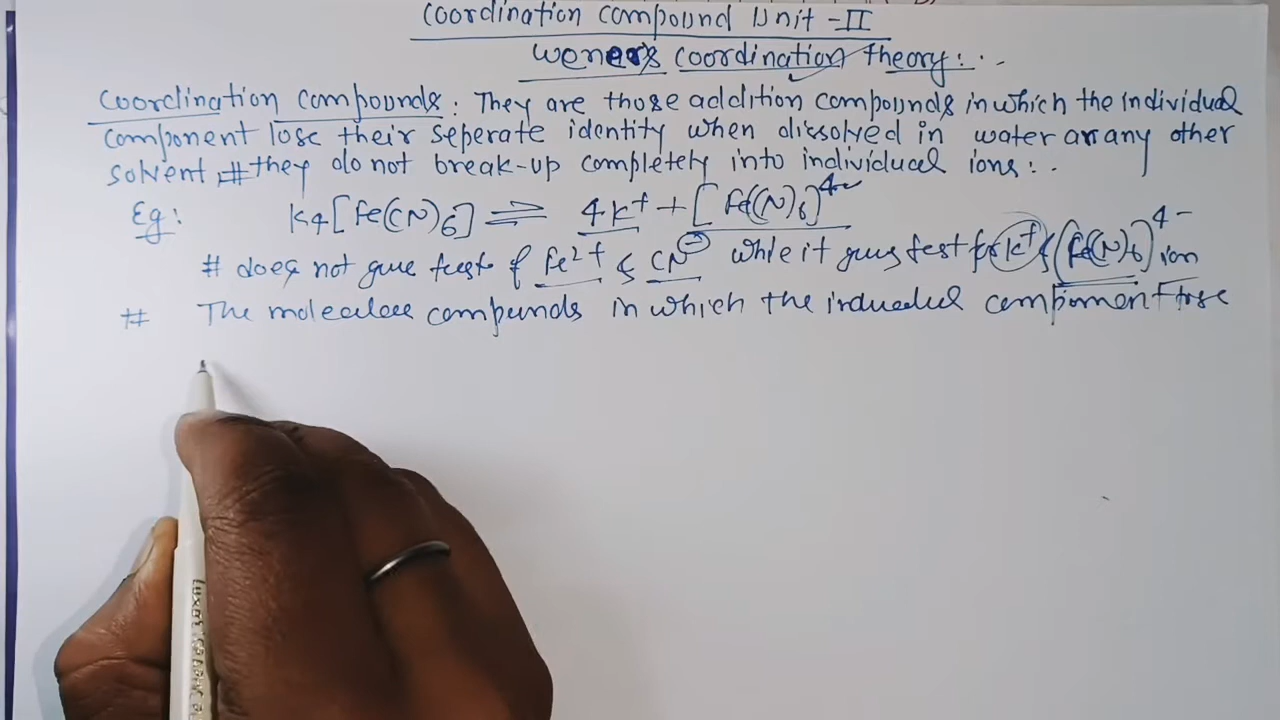 Coordination compound Unit -II
Wener's coordination theory:..
Coordination compounds: They are those addition compounds in which the individual
component lose their seperate identity when dissolved in water or any other
solvent, # they do not break-up completely into individual ions:.
Eg: K4[Fe(CN)6] ⇌ 4K+ + [Fe(CN)6]4-
# does not give test of Fe2+ & CN- while it gives test for K+ & (Fe(CN)6)4- ion
# The molecular compounds in which the individual component lose